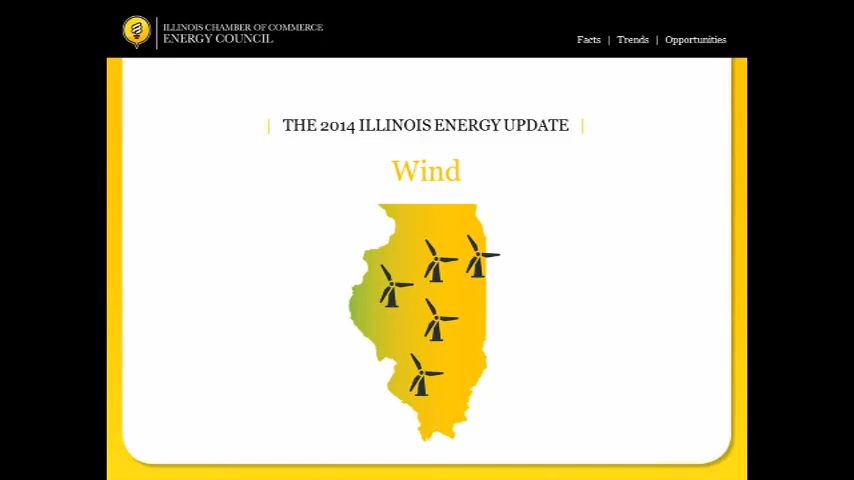 ILLINOIS CHAMBER OF COMMERCE
ENERGY COUNCIL
Facts | Trends | Opportunities
| THE 2014 ILLINOIS ENERGY UPDATE |
Wind